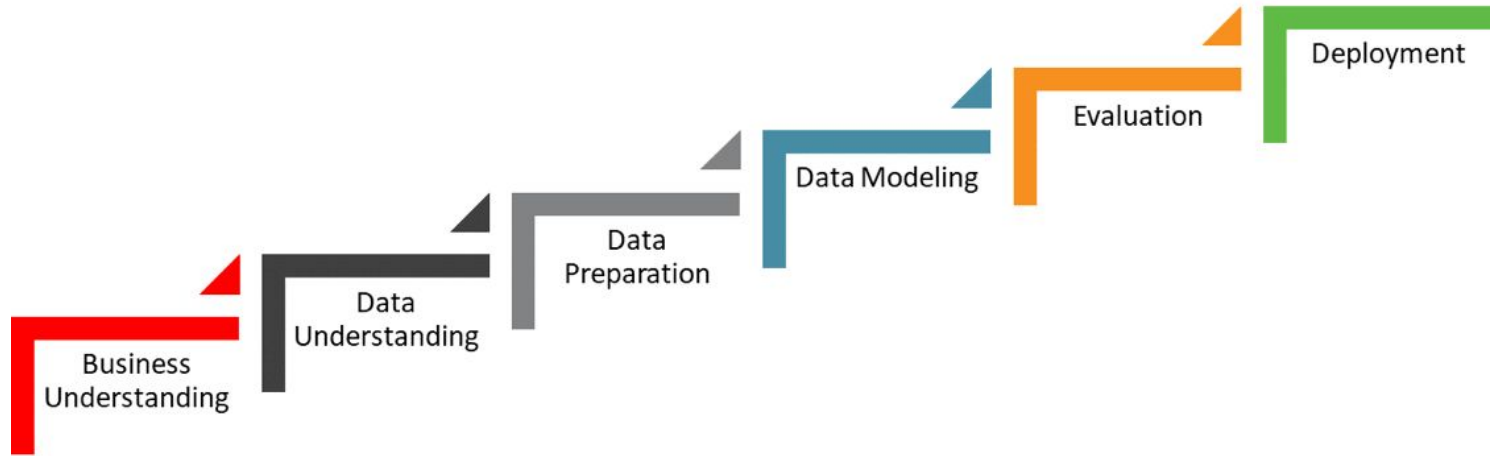 Business
Understanding
Data
Understanding
Data
Preparation
Data Modeling
Evaluation
Deployment